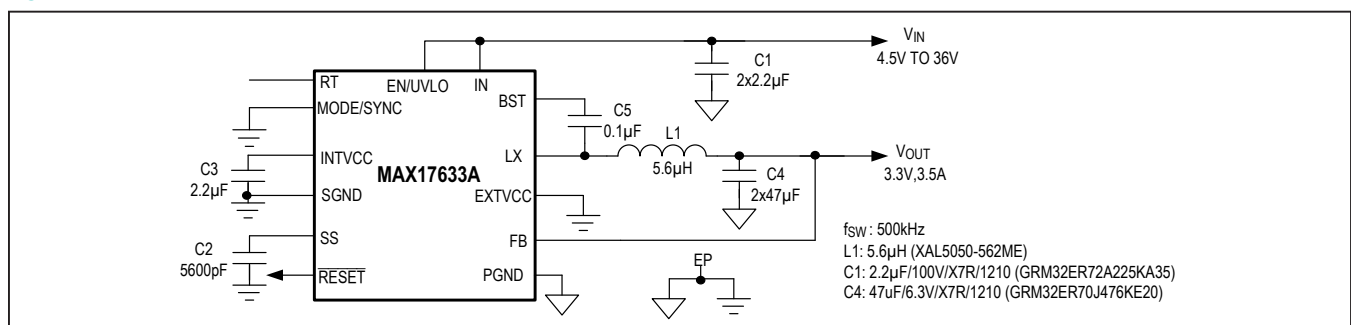 VIN
4.5V TO 36V
C1
2x2.2µF
RT
EN/UVLO
IN
MODE/SYNC
BST
C5
0.1µF
L1
5.6µH
LX
VOUT
3.3V,3.5A
C3
2.2µF
INTVCC
MAX17633A
C4
2x47µF
SGND
EXTVCC
SS
FB
C2
5600pF
RESET
PGND
EP
fSW : 500kHz
L1: 5.6µH (XAL5050-562ME)
C1: 2.2µF/100V/X7R/1210 (GRM32ER72A225KA35)
C4: 47uF/6.3V/X7R/1210 (GRM32ER70J476KE20)